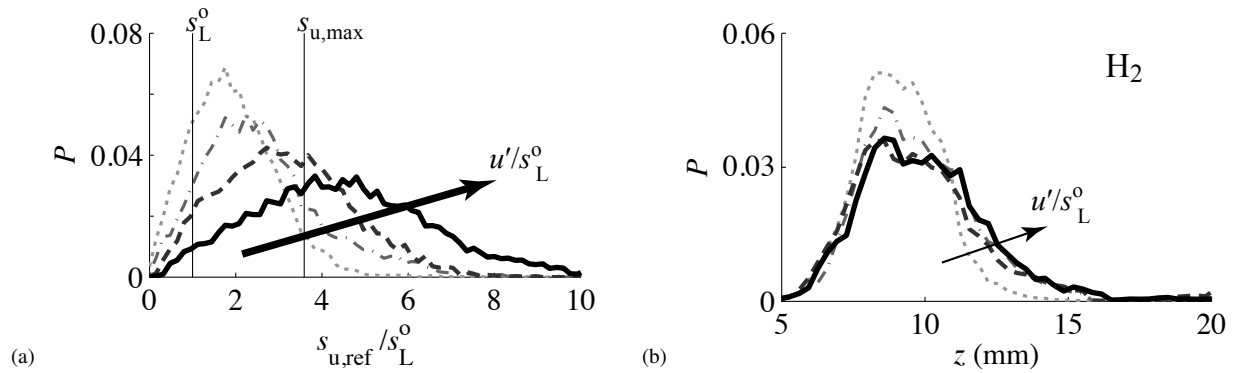 s_L^o
s_u,max
0.08
0.04
0
P
u'/s_L^o
0 2 4 6 8 10
s_u,ref/s_L^o
(a)
0.06
0.03
0
P
H2
u'/s_L^o
5 10 15 20
z (mm)
(b)